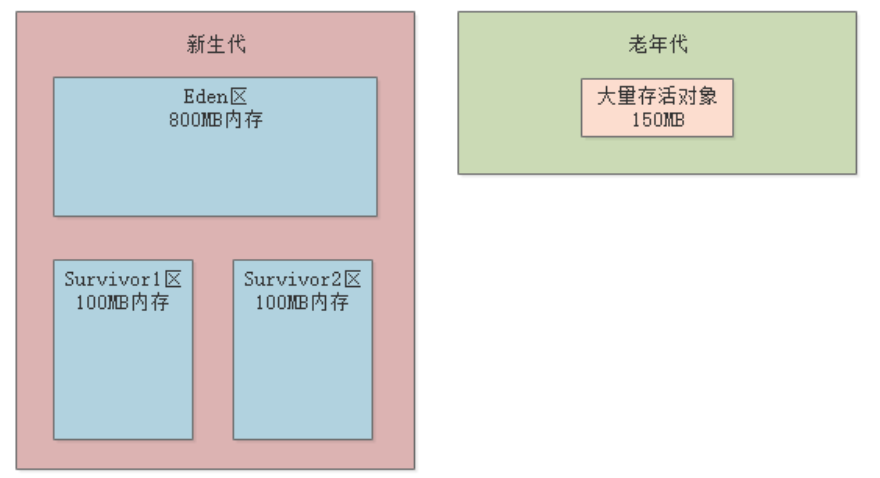 新生代
Eden区
800MB内存
Survivor1区
100MB内存
Survivor2区
100MB内存
老年代
大量存活对象
150MB